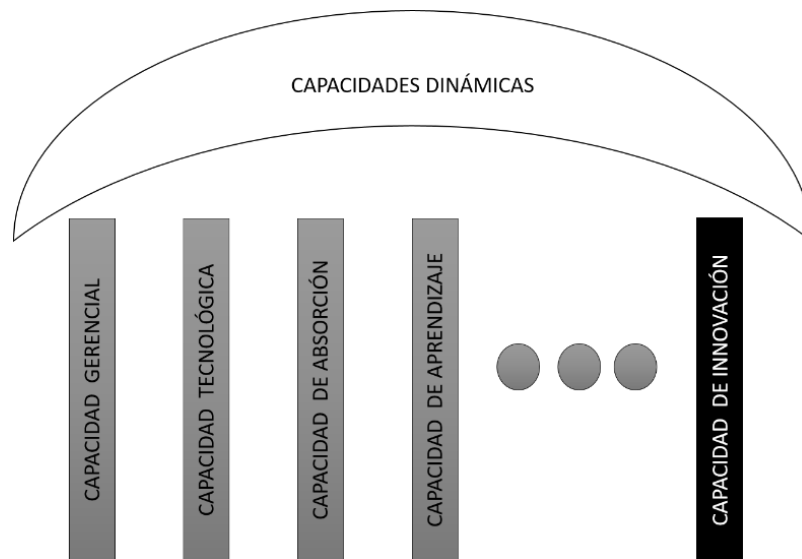 CAPACIDADES DINÁMICAS
CAPACIDAD GERENCIAL
CAPACIDAD TECNOLÓGICA
CAPACIDAD DE ABSORCIÓN
CAPACIDAD DE APRENDIZAJE
CAPACIDAD DE INNOVACIÓN